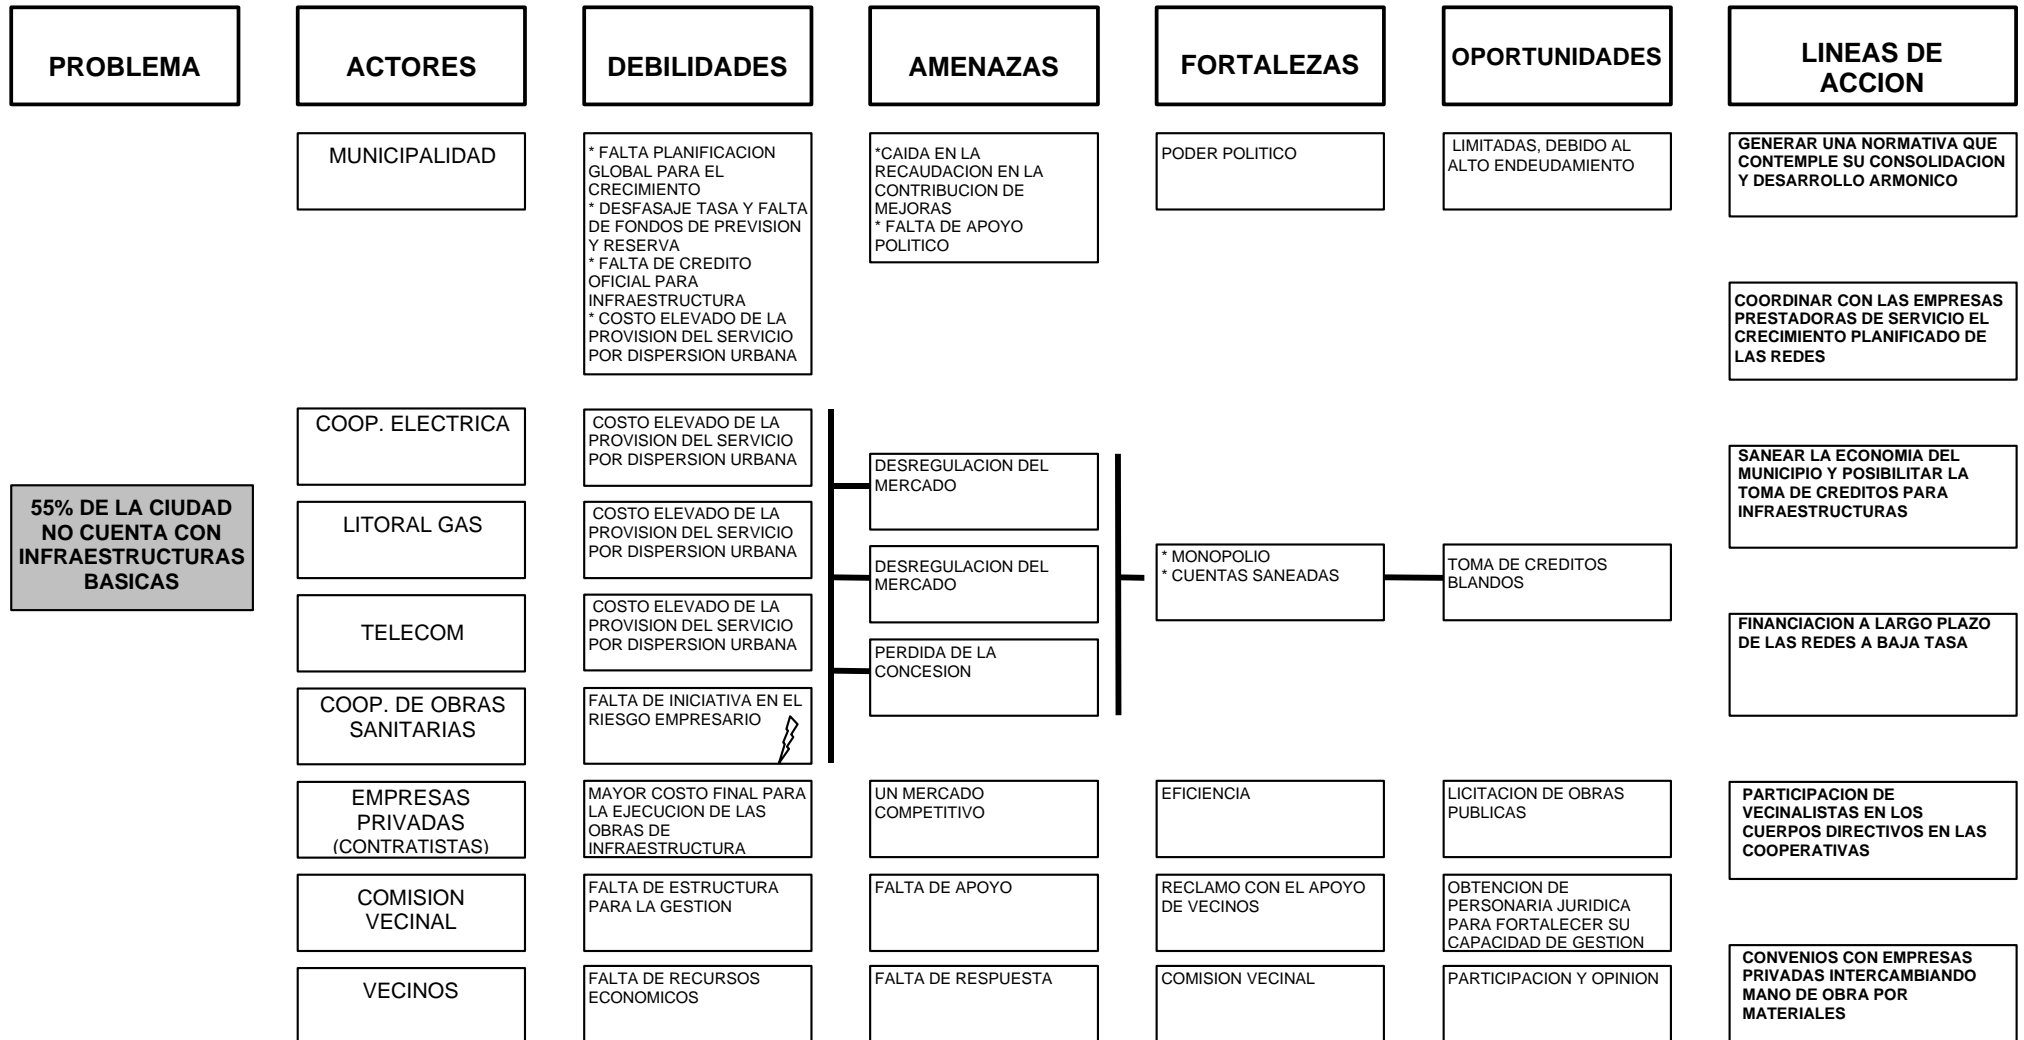 PROBLEMA
ACTORES
DEBILIDADES
AMENAZAS
FORTALEZAS
OPORTUNIDADES
LINEAS DE
ACCION
55% DE LA CIUDAD
NO CUENTA CON
INFRAESTRUCTURAS
BASICAS
MUNICIPALIDAD
* FALTA PLANIFICACION
GLOBAL PARA EL
CRECIMIENTO
* DESFASAJE TASA Y FALTA
DE FONDOS DE PREVISION
Y RESERVA
* FALTA DE CREDITO
OFICIAL PARA
INFRAESTRUCTURA
* COSTO ELEVADO DE LA
PROVISION DEL SERVICIO
POR DISPERSION URBANA
*CAIDA EN LA
RECAUDACION EN LA
CONTRIBUCION DE
MEJORAS
* FALTA DE APOYO
POLITICO
PODER POLITICO
LIMITADAS, DEBIDO AL
ALTO ENDEUDAMIENTO
COOP. ELECTRICA
COSTO ELEVADO DE LA
PROVISION DEL SERVICIO
POR DISPERSION URBANA
LITORAL GAS
COSTO ELEVADO DE LA
PROVISION DEL SERVICIO
POR DISPERSION URBANA
TELECOM
COSTO ELEVADO DE LA
PROVISION DEL SERVICIO
POR DISPERSION URBANA
COOP. DE OBRAS
SANITARIAS
FALTA DE INICIATIVA EN EL
RIESGO EMPRESARIO
DESREGULACION DEL
MERCADO
DESREGULACION DEL
MERCADO
PERDIDA DE LA
CONCESION
* MONOPOLIO
* CUENTAS SANEADAS
TOMA DE CREDITOS
BLANDOS
EMPRESAS
PRIVADAS
(CONTRATISTAS)
MAYOR COSTO FINAL PARA
LA EJECUCION DE LAS
OBRAS DE
INFRAESTRUCTURA
UN MERCADO
COMPETITIVO
EFICIENCIA
LICITACION DE OBRAS
PUBLICAS
COMISION
VECINAL
FALTA DE ESTRUCTURA
PARA LA GESTION
FALTA DE APOYO
RECLAMO CON EL APOYO
DE VECINOS
OBTENCION DE
PERSONARIA JURIDICA
PARA FORTALECER SU
CAPACIDAD DE GESTION
VECINOS
FALTA DE RECURSOS
ECONOMICOS
FALTA DE RESPUESTA
COMISION VECINAL
PARTICIPACION Y OPINION
GENERAR UNA NORMATIVA QUE
CONTEMPLE SU CONSOLIDACION
Y DESARROLLO ARMONICO
COORDINAR CON LAS EMPRESAS
PRESTADORAS DE SERVICIO EL
CRECIMIENTO PLANIFICADO DE
LAS REDES
SANEAR LA ECONOMIA DEL
MUNICIPIO Y POSIBILITAR LA
TOMA DE CREDITOS PARA
INFRAESTRUCTURAS
FINANCIACION A LARGO PLAZO
DE LAS REDES A BAJA TASA
PARTICIPACION DE
VECINALISTAS EN LOS
CUERPOS DIRECTIVOS EN LAS
COOPERATIVAS
CONVENIOS CON EMPRESAS
PRIVADAS INTERCAMBIANDO
MANO DE OBRA POR
MATERIALES